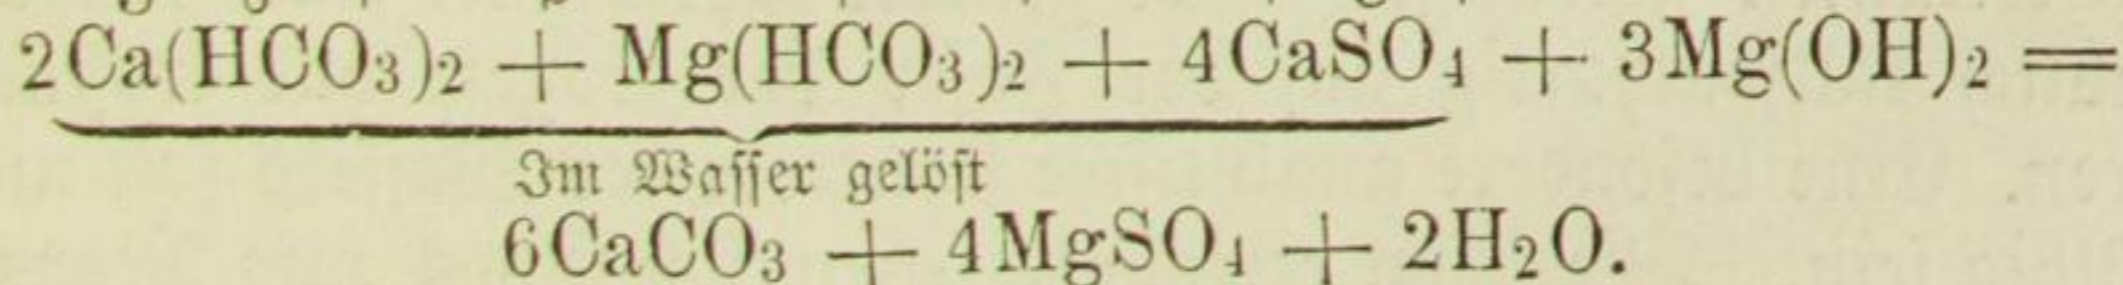 2Ca(HCO₃)₂ + Mg(HCO₃)₂ + 4CaSO₄ + 3Mg(OH)₂ =
Im Waſſer gelöſt
6CaCO₃ + 4MgSO₄ + 2H₂O.